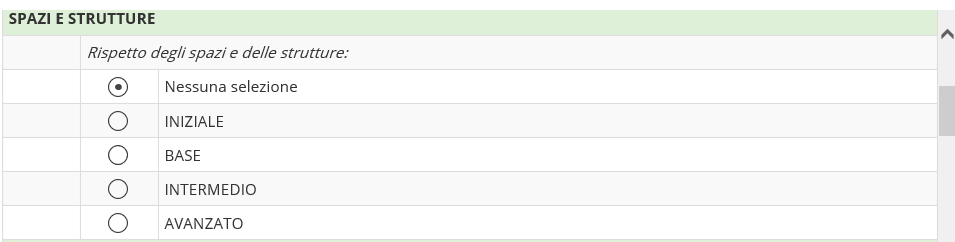 SPAZI E STRUTTURE
Rispetto degli spazi e delle strutture:
Nessuna selezione
INIZIALE
BASE
INTERMEDIO
AVANZATO